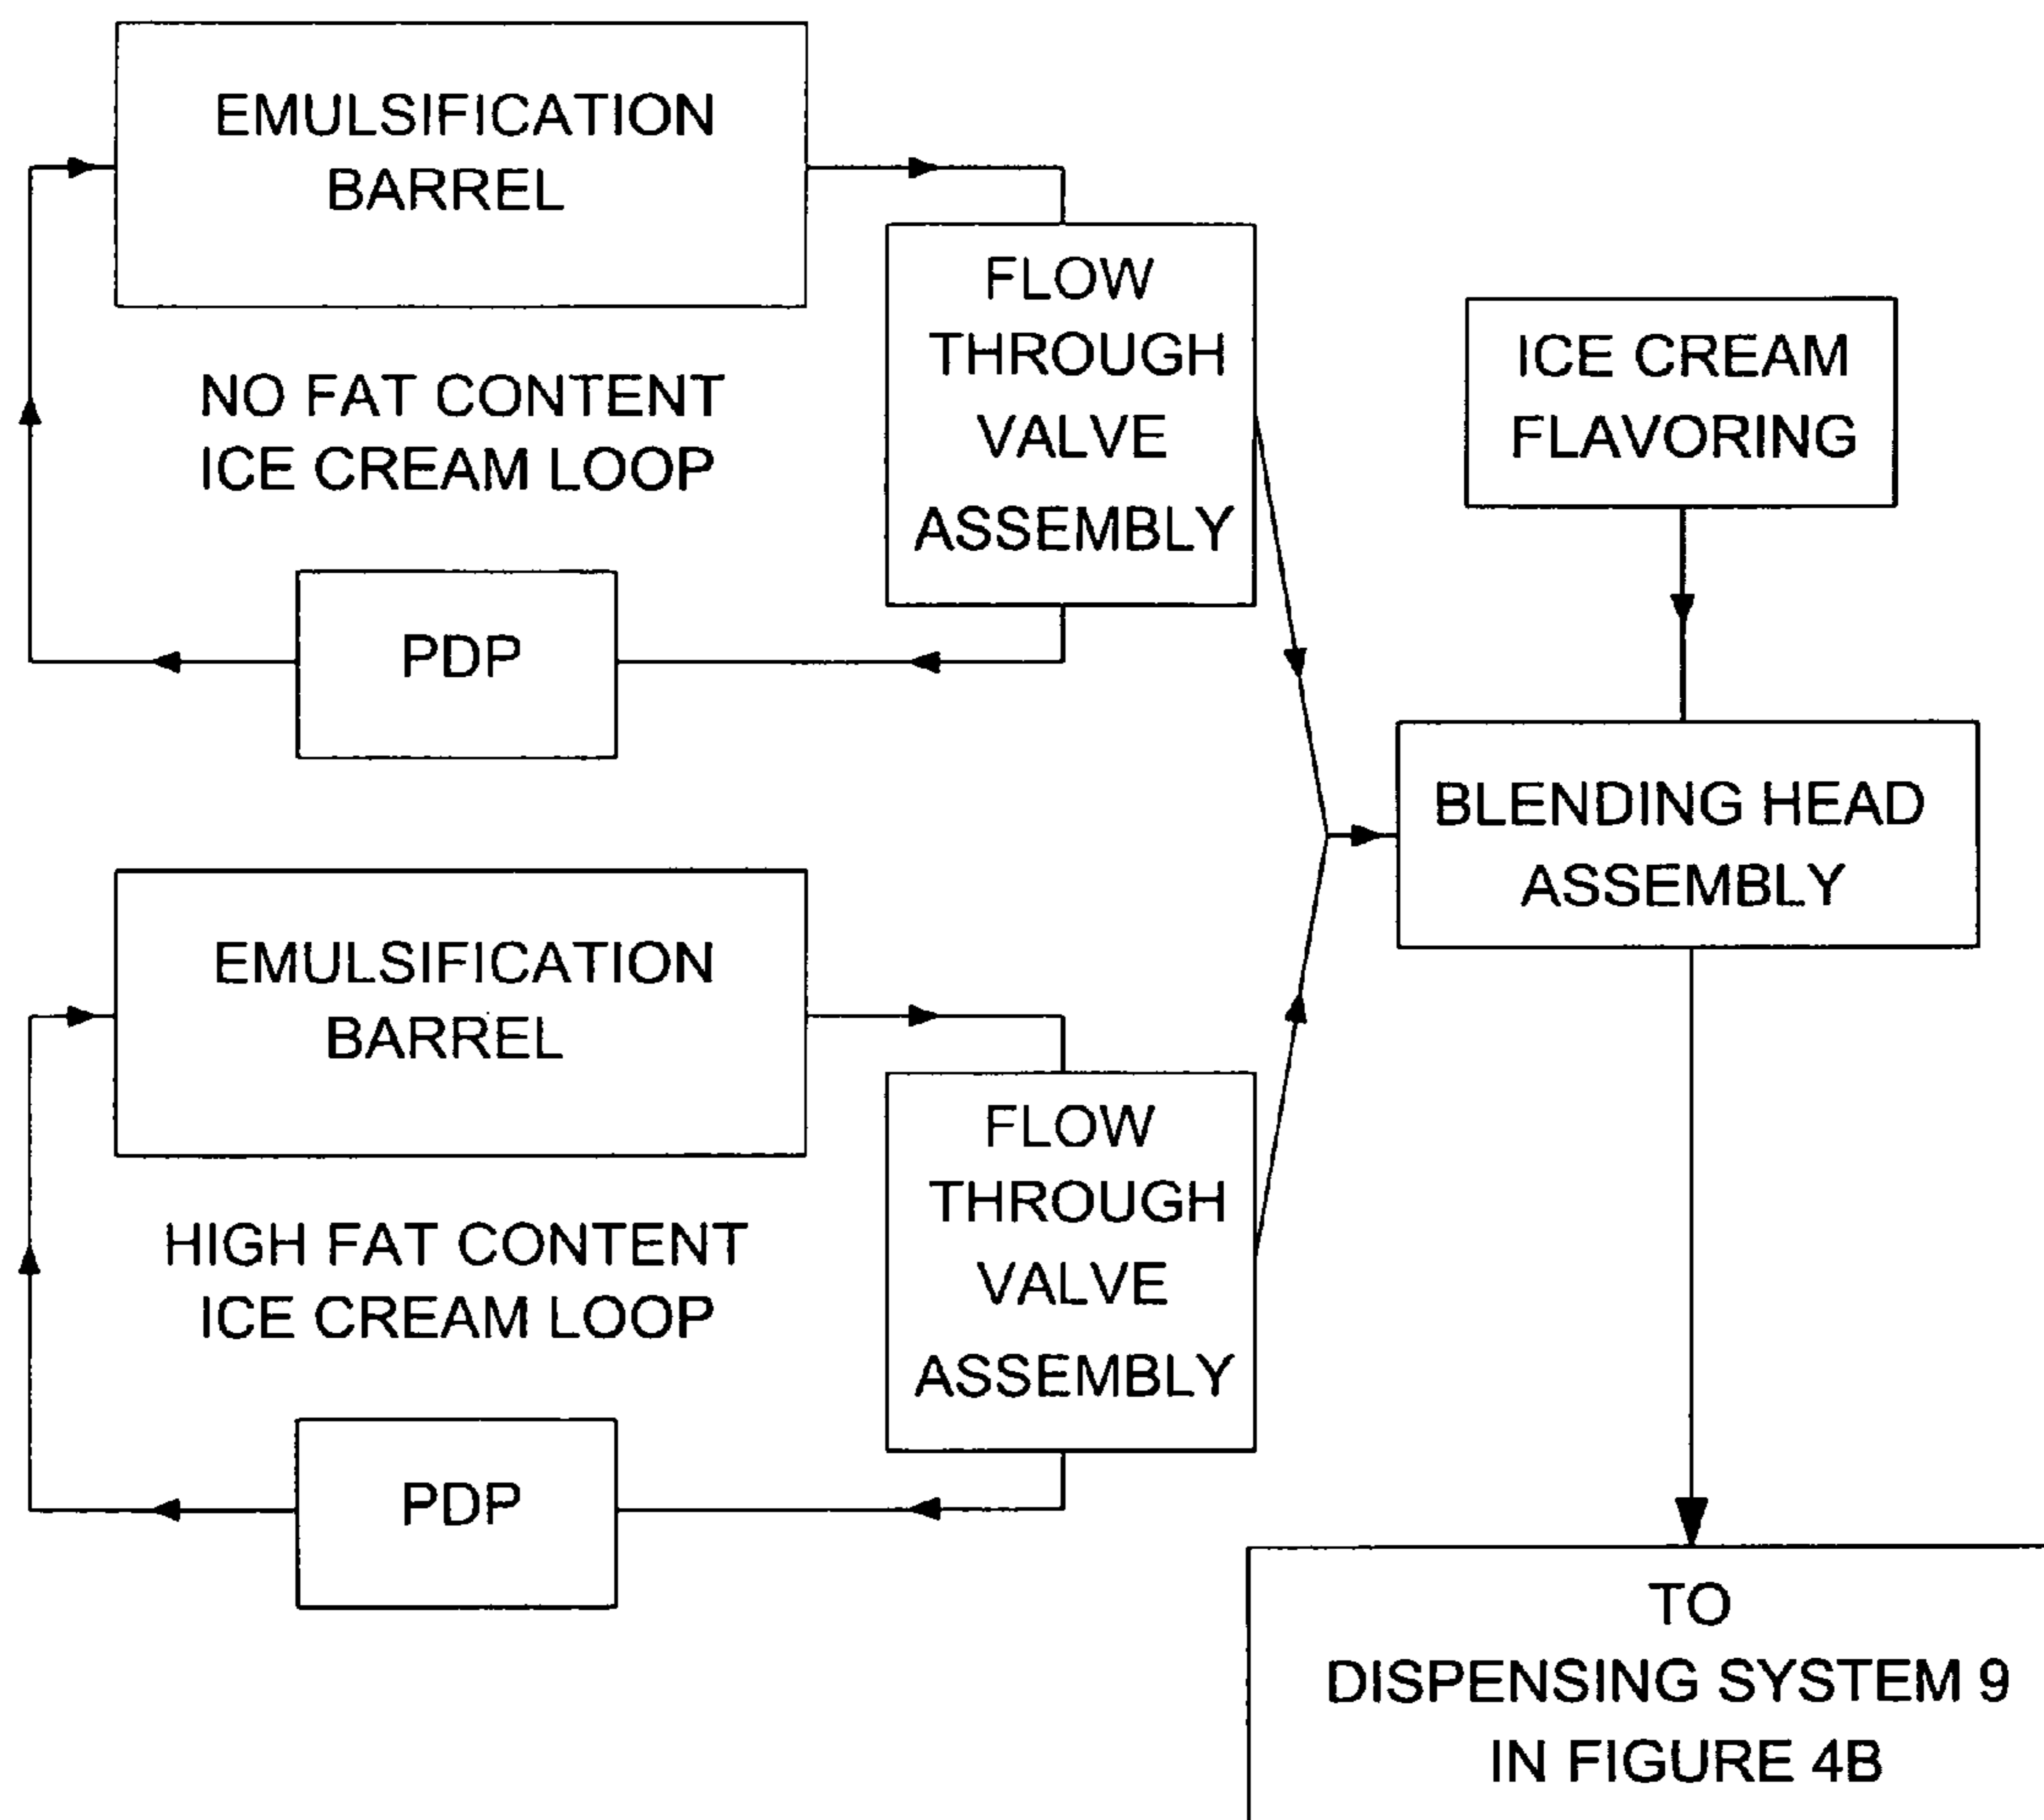 EMULSIFICATION
BARREL
NO FAT CONTENT
ICE CREAM LOOP
PDP
FLOW
THROUGH
VALVE
ASSEMBLY
ICE CREAM
FLAVORING
BLENDING HEAD
ASSEMBLY
EMULSIFICATION
BARREL
HIGH FAT CONTENT
ICE CREAM LOOP
PDP
FLOW
THROUGH
VALVE
ASSEMBLY
TO
DISPENSING SYSTEM 9
IN FIGURE 4B